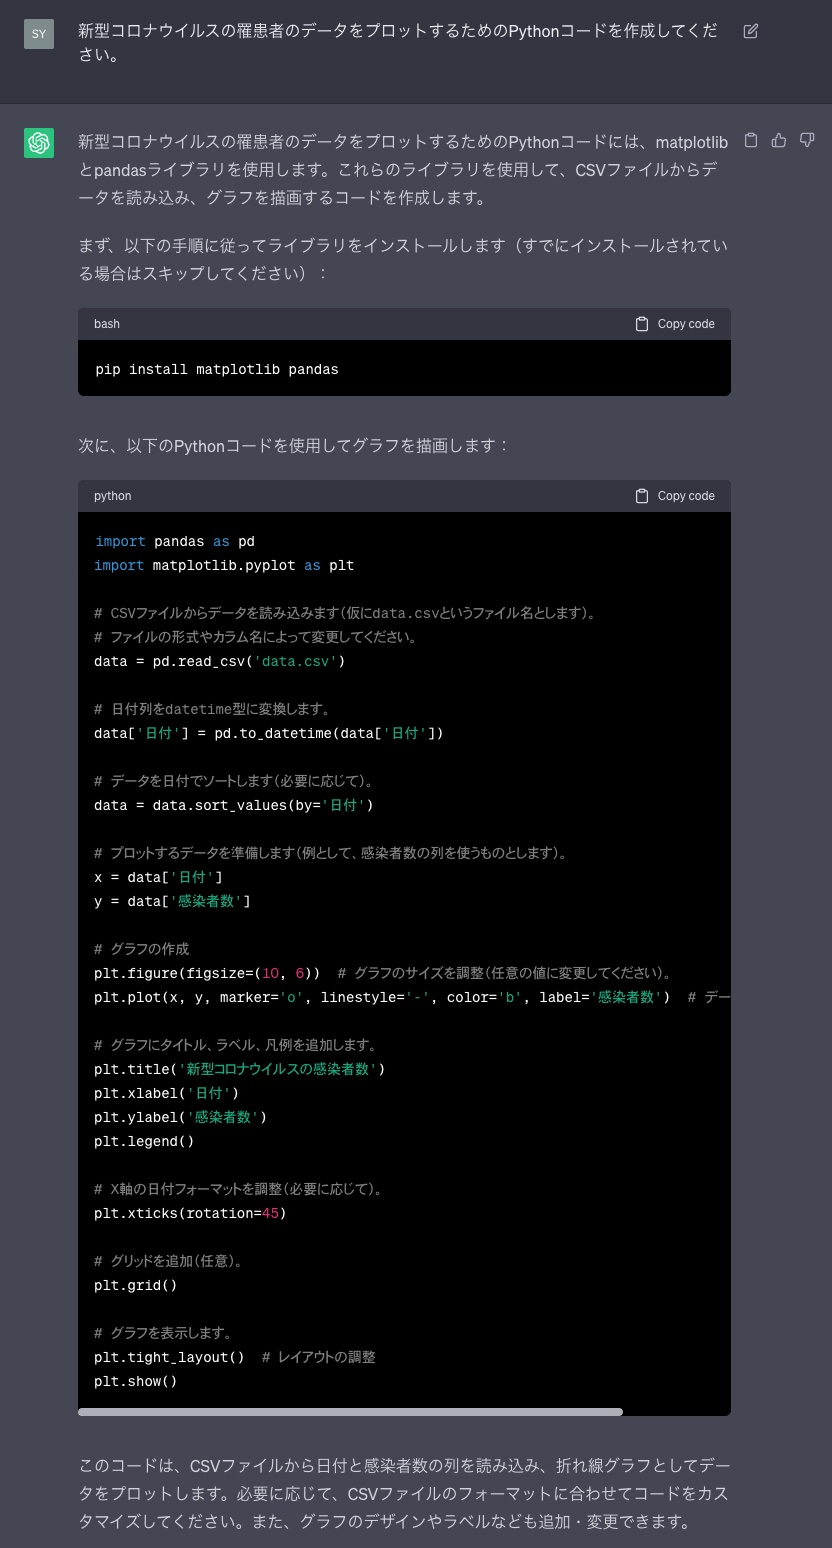 SY
新型コロナウイルスの罹患者のデータをプロットするためのPythonコードを作成してくだ
さい。
新型コロナウイルスの罹患者のデータをプロットするためのPythonコードには、matplotlib
とpandasライブラリを使用します。これらのライブラリを使用して、CSVファイルからデ
ータを読み込み、グラフを描画するコードを作成します。
まず、以下の手順に従ってライブラリをインストールします（すでにインストールされてい
る場合はスキップしてください）：
bash
Copy code
pip install matplotlib pandas
次に、以下のPythonコードを使用してグラフを描画します：
python
Copy code
import pandas as pd
import matplotlib.pyplot as plt
# CSVファイルからデータを読み込みます（仮にdata.csvというファイル名とします）。
# ファイルの形式やカラム名によって変更してください。
data = pd.read_csv('data.csv')
# 日付列をdatetime型に変換します。
data['日付'] = pd.to_datetime(data['日付'])
# データを日付でソートします（必要に応じて）。
data = data.sort_values(by='日付')
# プロットするデータを準備します（例として、感染者数の列を使うものとします）。
x = data['日付']
y = data['感染者数']
# グラフの作成
plt.figure(figsize=(10, 6))  # グラフのサイズを調整（任意の値に変更してください）。
plt.plot(x, y, marker='o', linestyle='-', color='b', label='感染者数')  # デー
# グラフにタイトル、ラベル、凡例を追加します。
plt.title('新型コロナウイルスの感染者数')
plt.xlabel('日付')
plt.ylabel('感染者数')
plt.legend()
# X軸の日付フォーマットを調整（必要に応じて）。
plt.xticks(rotation=45)
# グリッドを追加（任意）。
plt.grid()
# グラフを表示します。
plt.tight_layout()  # レイアウトの調整
plt.show()
このコードは、CSVファイルから日付と感染者数の列を読み込み、折れ線グラフとしてデー
タをプロットします。必要に応じて、CSVファイルのフォーマットに合わせてコードをカス
タマイズしてください。また、グラフのデザインやラベルなども追加・変更できます。